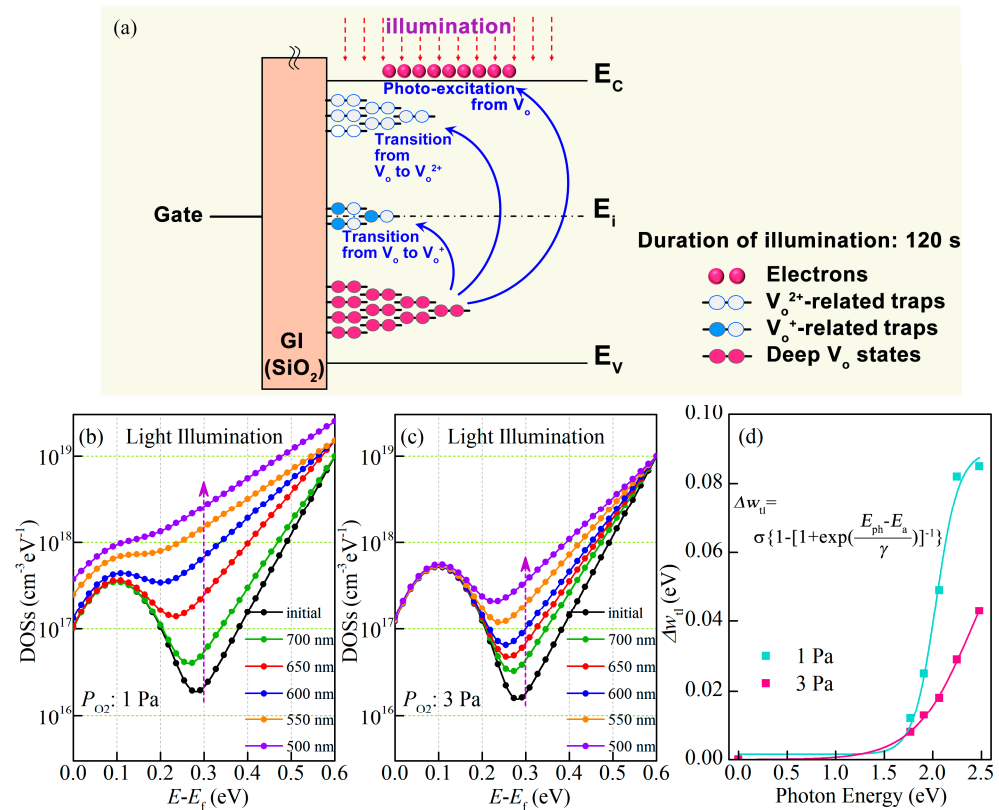 (a)
illumination
E_C
Photo-excitation
from V_o
Transition
from
V_o to V_o^2+
Gate
E_i
Transition
from V_o to V_o^+
Duration of illumination: 120 s
Electrons
V_o^2+-related traps
V_o^+-related traps
Deep V_o states
GI
(SiO_2)
E_V
(b) Light Illumination
10^19
10^18
10^17
10^16
DOSs (cm^-3 eV^-1)
initial
700 nm
650 nm
600 nm
550 nm
500 nm
P_O2: 1 Pa
0.0 0.1 0.2 0.3 0.4 0.5 0.6
E-E_f (eV)
(c) Light Illumination
10^19
10^18
10^17
10^16
DOSs (cm^-3 eV^-1)
initial
700 nm
650 nm
600 nm
550 nm
500 nm
P_O2: 3 Pa
0.0 0.1 0.2 0.3 0.4 0.5 0.6
E-E_f (eV)
(d)
0.10
0.08
0.06
0.04
0.02
0.00
Δw_tl (eV)
Δw_tl=
σ{1-[1+exp((E_ph-E_a)/γ)]^-1}
1 Pa
3 Pa
0.0 0.5 1.0 1.5 2.0 2.5
Photon Energy (eV)